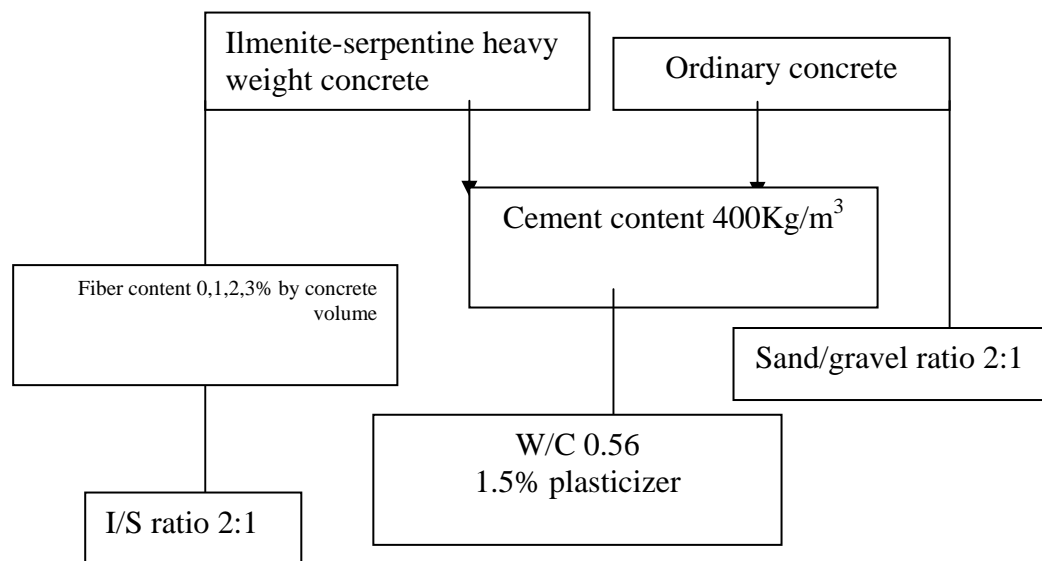 Ilmenite-serpentine heavy
weight concrete
Ordinary concrete
Cement content 400Kg/m³
Fiber content 0,1,2,3% by concrete
volume
Sand/gravel ratio 2:1
W/C 0.56
1.5% plasticizer
I/S ratio 2:1